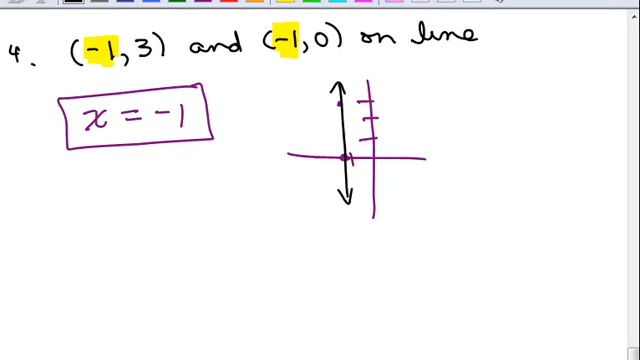 4. (-1, 3) and (-1, 0) on line
x = -1